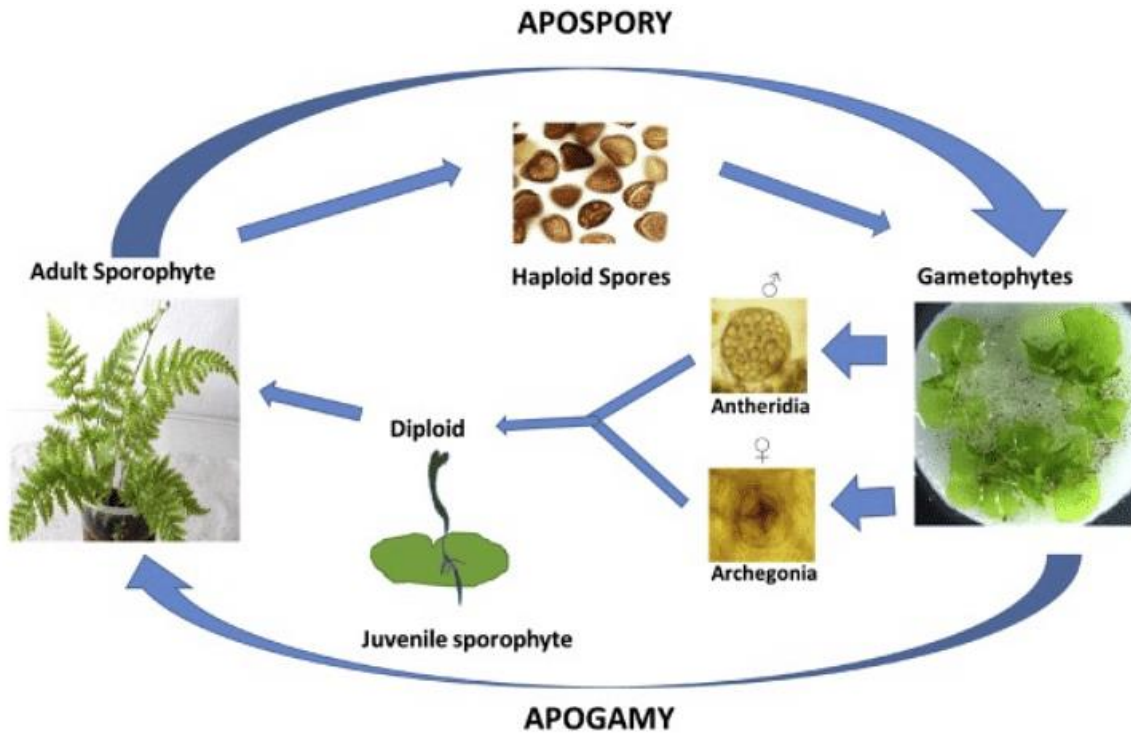 APOSPORY
Adult Sporophyte
Haploid Spores
Gametophytes
♂
Antheridia
Diploid
♀
Archegonia
Juvenile sporophyte
APOGAMY